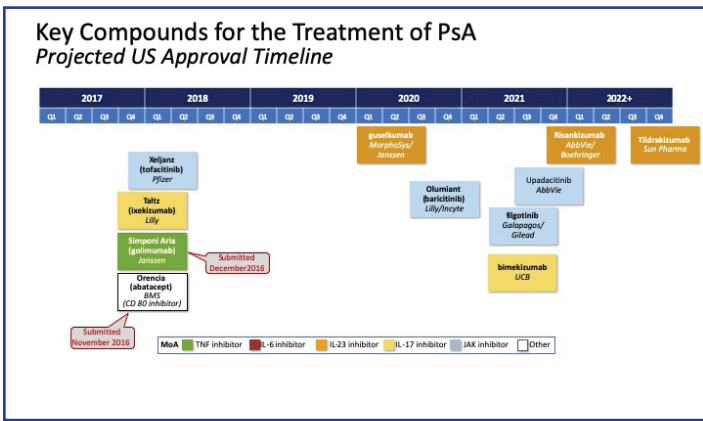 Key Compounds for the Treatment of PsA
Projected US Approval Timeline
2017 2018 2019 2020 2021 2022+
Q1 Q2 Q3 Q4 Q1 Q2 Q3 Q4 Q1 Q2 Q3 Q4 Q1 Q2 Q3 Q4 Q1 Q2 Q3 Q4 Q1 Q2 Q3 Q4
guselkumab
MorphoSys/
Janssen
Risankizumab
AbbVie/
Boehringer
Tildrakizumab
Sun Pharma
Xeljanz
(tofacitinib)
Pfizer
Olumiant
(baricitinib)
Lilly/Incyte
Upadacitinib
AbbVie
Taltz
(ixekizumab)
Lilly
filgotinib
Galapagos/
Gilead
Simponi Aria
(golimumab)
Janssen
Submitted
December2016
bimekizumab
UCB
Orencia
(abatacept)
BMS
(CD 80 inhibitor)
Submitted
November 2016
MoA TNF inhibitor IL-6 inhibitor IL-23 inhibitor IL-17 inhibitor JAK inhibitor Other